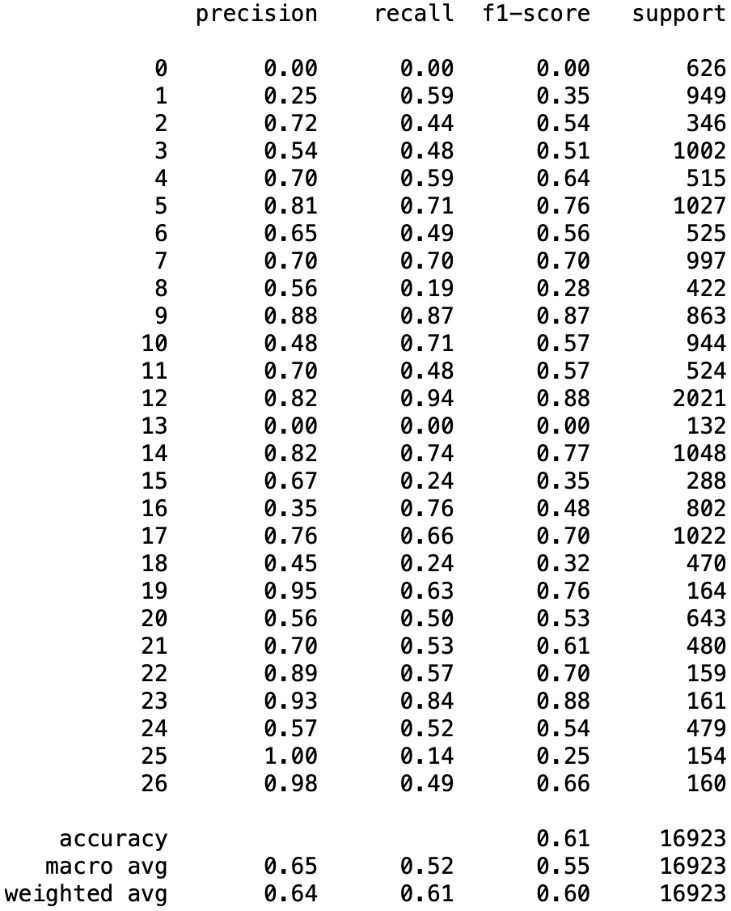 precision recall f1-score support
0 0.00 0.00 0.00 626
1 0.25 0.59 0.35 949
2 0.72 0.44 0.54 346
3 0.54 0.48 0.51 1002
4 0.70 0.59 0.64 515
5 0.81 0.71 0.76 1027
6 0.65 0.49 0.56 525
7 0.70 0.70 0.70 997
8 0.56 0.19 0.28 422
9 0.88 0.87 0.87 863
10 0.48 0.71 0.57 944
11 0.70 0.48 0.57 524
12 0.82 0.94 0.88 2021
13 0.00 0.00 0.00 132
14 0.82 0.74 0.77 1048
15 0.67 0.24 0.35 288
16 0.35 0.76 0.48 802
17 0.76 0.66 0.70 1022
18 0.45 0.24 0.32 470
19 0.95 0.63 0.76 164
20 0.56 0.50 0.53 643
21 0.70 0.53 0.61 480
22 0.89 0.57 0.70 159
23 0.93 0.84 0.88 161
24 0.57 0.52 0.54 479
25 1.00 0.14 0.25 154
26 0.98 0.49 0.66 160
accuracy 0.61 16923
macro avg 0.65 0.52 0.55 16923
weighted avg 0.64 0.61 0.60 16923